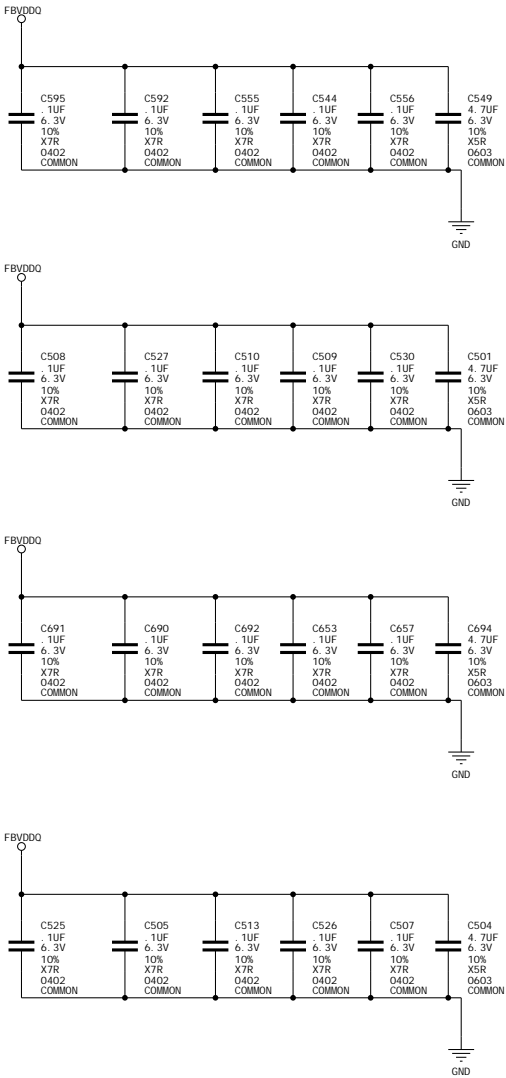 FBVDDQ
C595
.1UF
6.3V
10%
X7R
0402
COMMON
C592
.1UF
6.3V
10%
X7R
0402
COMMON
C555
.1UF
6.3V
10%
X7R
0402
COMMON
C544
.1UF
6.3V
10%
X7R
0402
COMMON
C556
.1UF
6.3V
10%
X7R
0402
COMMON
C549
4.7UF
6.3V
10%
X5R
0603
COMMON
GND
FBVDDQ
C508
.1UF
6.3V
10%
X7R
0402
COMMON
C527
.1UF
6.3V
10%
X7R
0402
COMMON
C510
.1UF
6.3V
10%
X7R
0402
COMMON
C509
.1UF
6.3V
10%
X7R
0402
COMMON
C530
.1UF
6.3V
10%
X7R
0402
COMMON
C501
4.7UF
6.3V
10%
X5R
0603
COMMON
GND
FBVDDQ
C691
.1UF
6.3V
10%
X7R
0402
COMMON
C690
.1UF
6.3V
10%
X7R
0402
COMMON
C692
.1UF
6.3V
10%
X7R
0402
COMMON
C653
.1UF
6.3V
10%
X7R
0402
COMMON
C657
.1UF
6.3V
10%
X7R
0402
COMMON
C694
4.7UF
6.3V
10%
X5R
0603
COMMON
GND
FBVDDQ
C525
.1UF
6.3V
10%
X7R
0402
COMMON
C505
.1UF
6.3V
10%
X7R
0402
COMMON
C513
.1UF
6.3V
10%
X7R
0402
COMMON
C526
.1UF
6.3V
10%
X7R
0402
COMMON
C507
.1UF
6.3V
10%
X7R
0402
COMMON
C504
4.7UF
6.3V
10%
X5R
0603
COMMON
GND